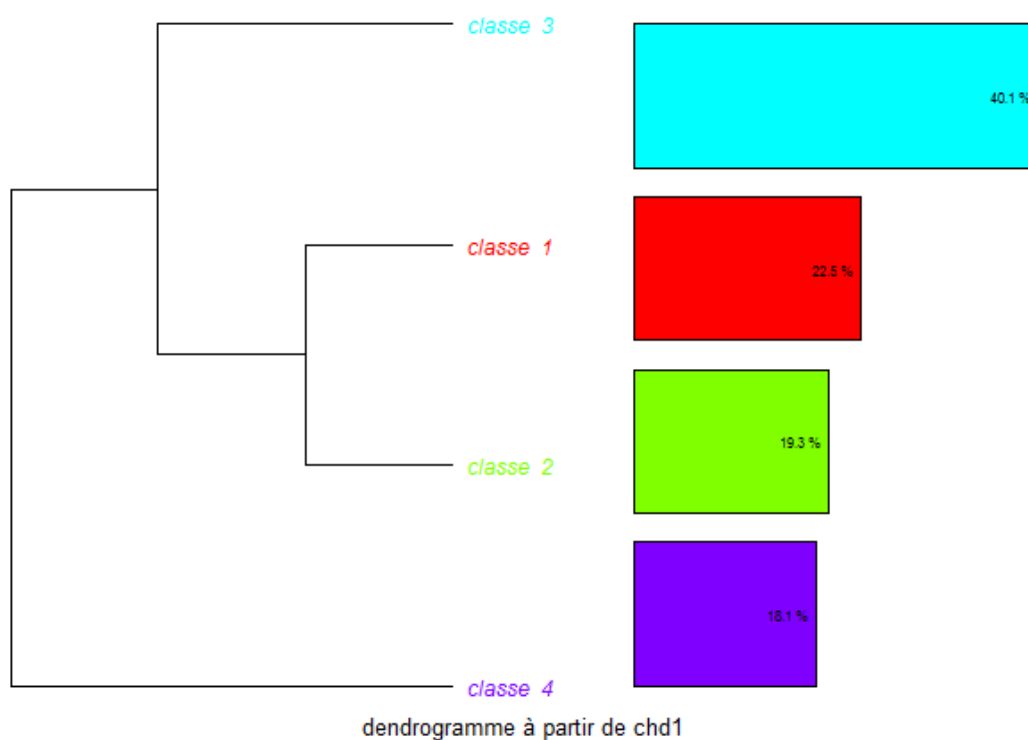 classe 3
40.1 %
classe 1
22.5 %
classe 2
19.3 %
18.1 %
classe 4
dendrogramme à partir de chd1